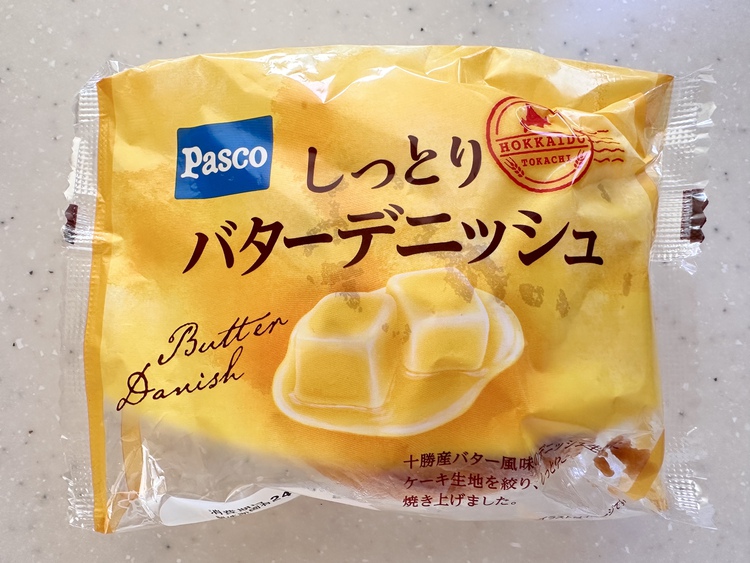 Pasco
しっとり
HOKKAIDO
TOKACHI
バターデニッシュ
Butter
Danish
十勝産バター風味
ケーキ生地を絞り、
焼き上げました。
24